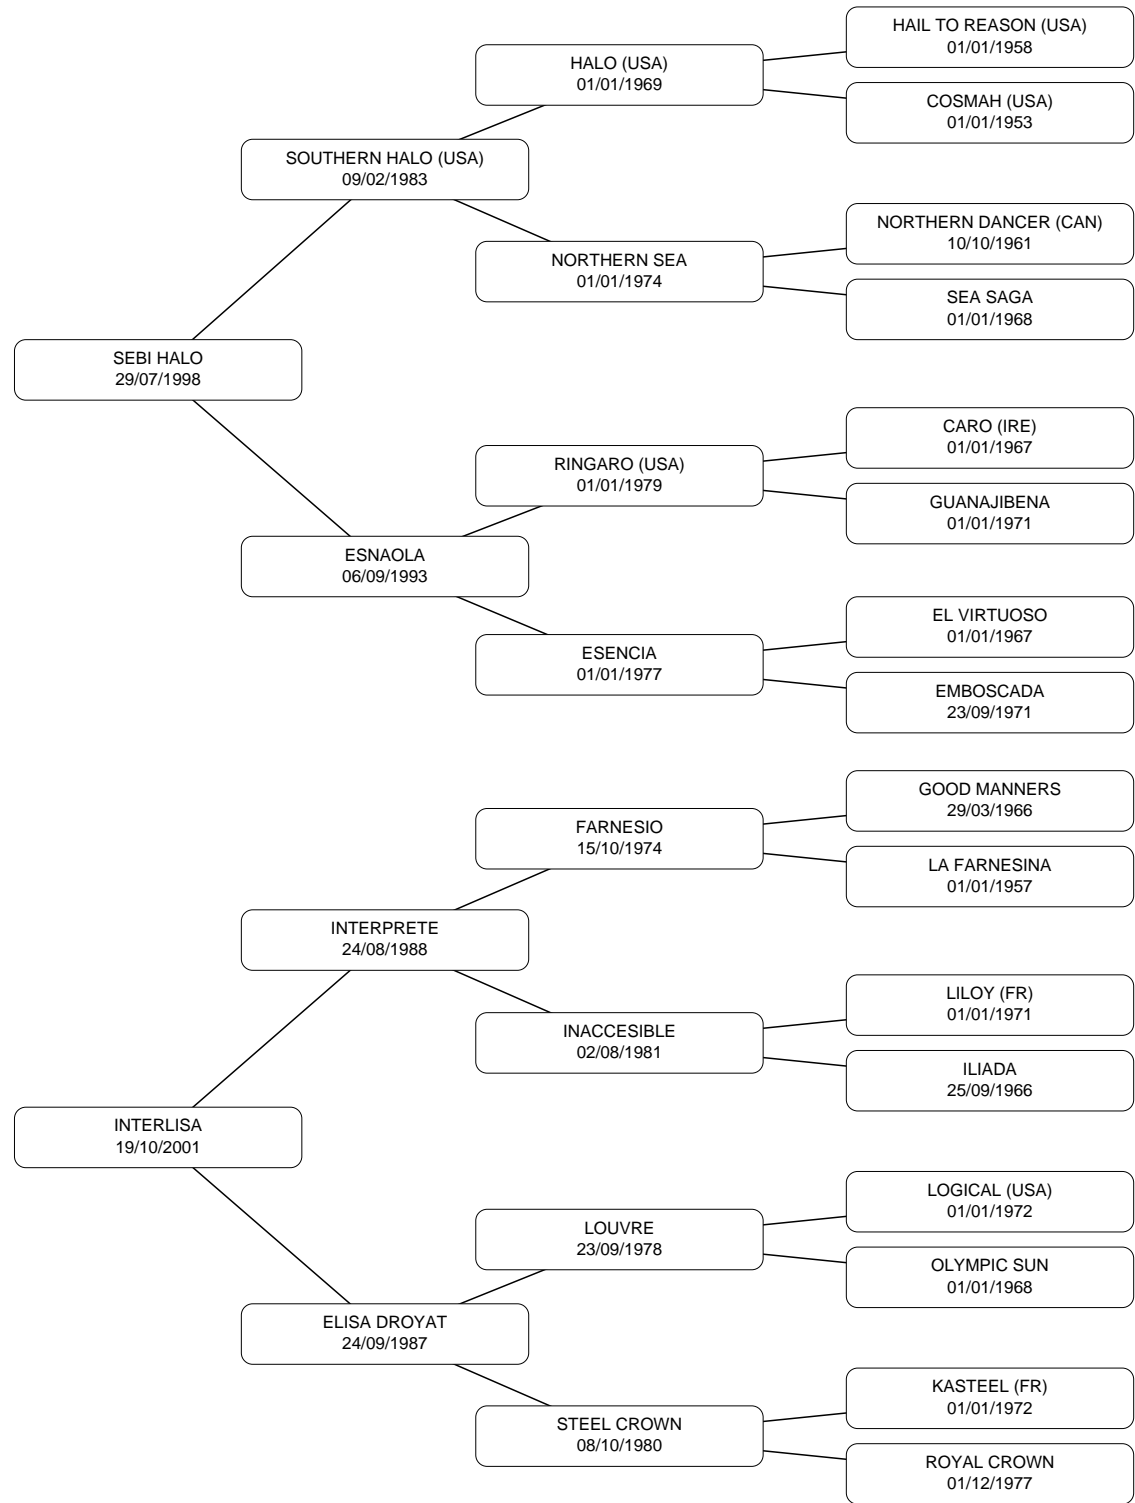 HAIL TO REASON (USA)
01/01/1958
HALO (USA)
01/01/1969
COSMAH (USA)
01/01/1953
SOUTHERN HALO (USA)
09/02/1983
NORTHERN DANCER (CAN)
10/10/1961
NORTHERN SEA
01/01/1974
SEA SAGA
01/01/1968
SEBI HALO
29/07/1998
CARO (IRE)
01/01/1967
RINGARO (USA)
01/01/1979
GUANAJIBENA
01/01/1971
ESNAOLA
06/09/1993
EL VIRTUOSO
01/01/1967
ESENCIA
01/01/1977
EMBOSCADA
23/09/1971
GOOD MANNERS
29/03/1966
FARNESIO
15/10/1974
LA FARNESINA
01/01/1957
INTERPRETE
24/08/1988
LILOY (FR)
01/01/1971
INACCESIBLE
02/08/1981
ILIADA
25/09/1966
INTERLISA
19/10/2001
LOGICAL (USA)
01/01/1972
LOUVRE
23/09/1978
OLYMPIC SUN
01/01/1968
ELISA DROYAT
24/09/1987
KASTEEL (FR)
01/01/1972
STEEL CROWN
08/10/1980
ROYAL CROWN
01/12/1977